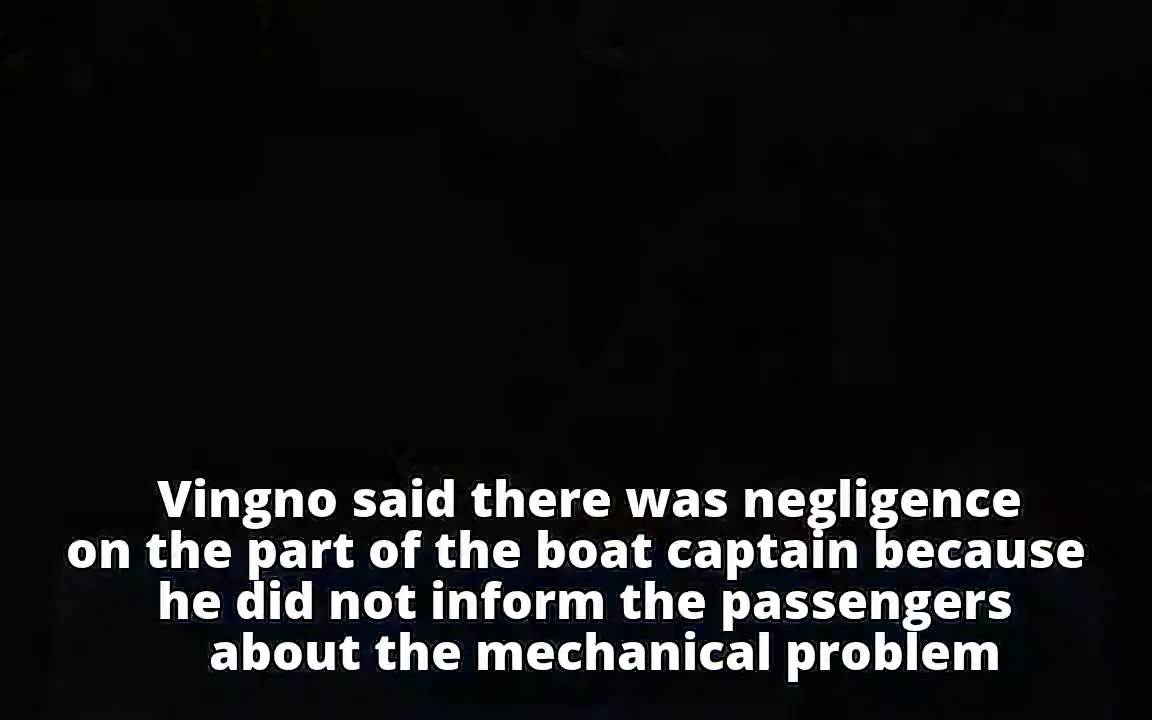 Vingno said there was negligence
on the part of the boat captain because
he did not inform the passengers
about the mechanical problem